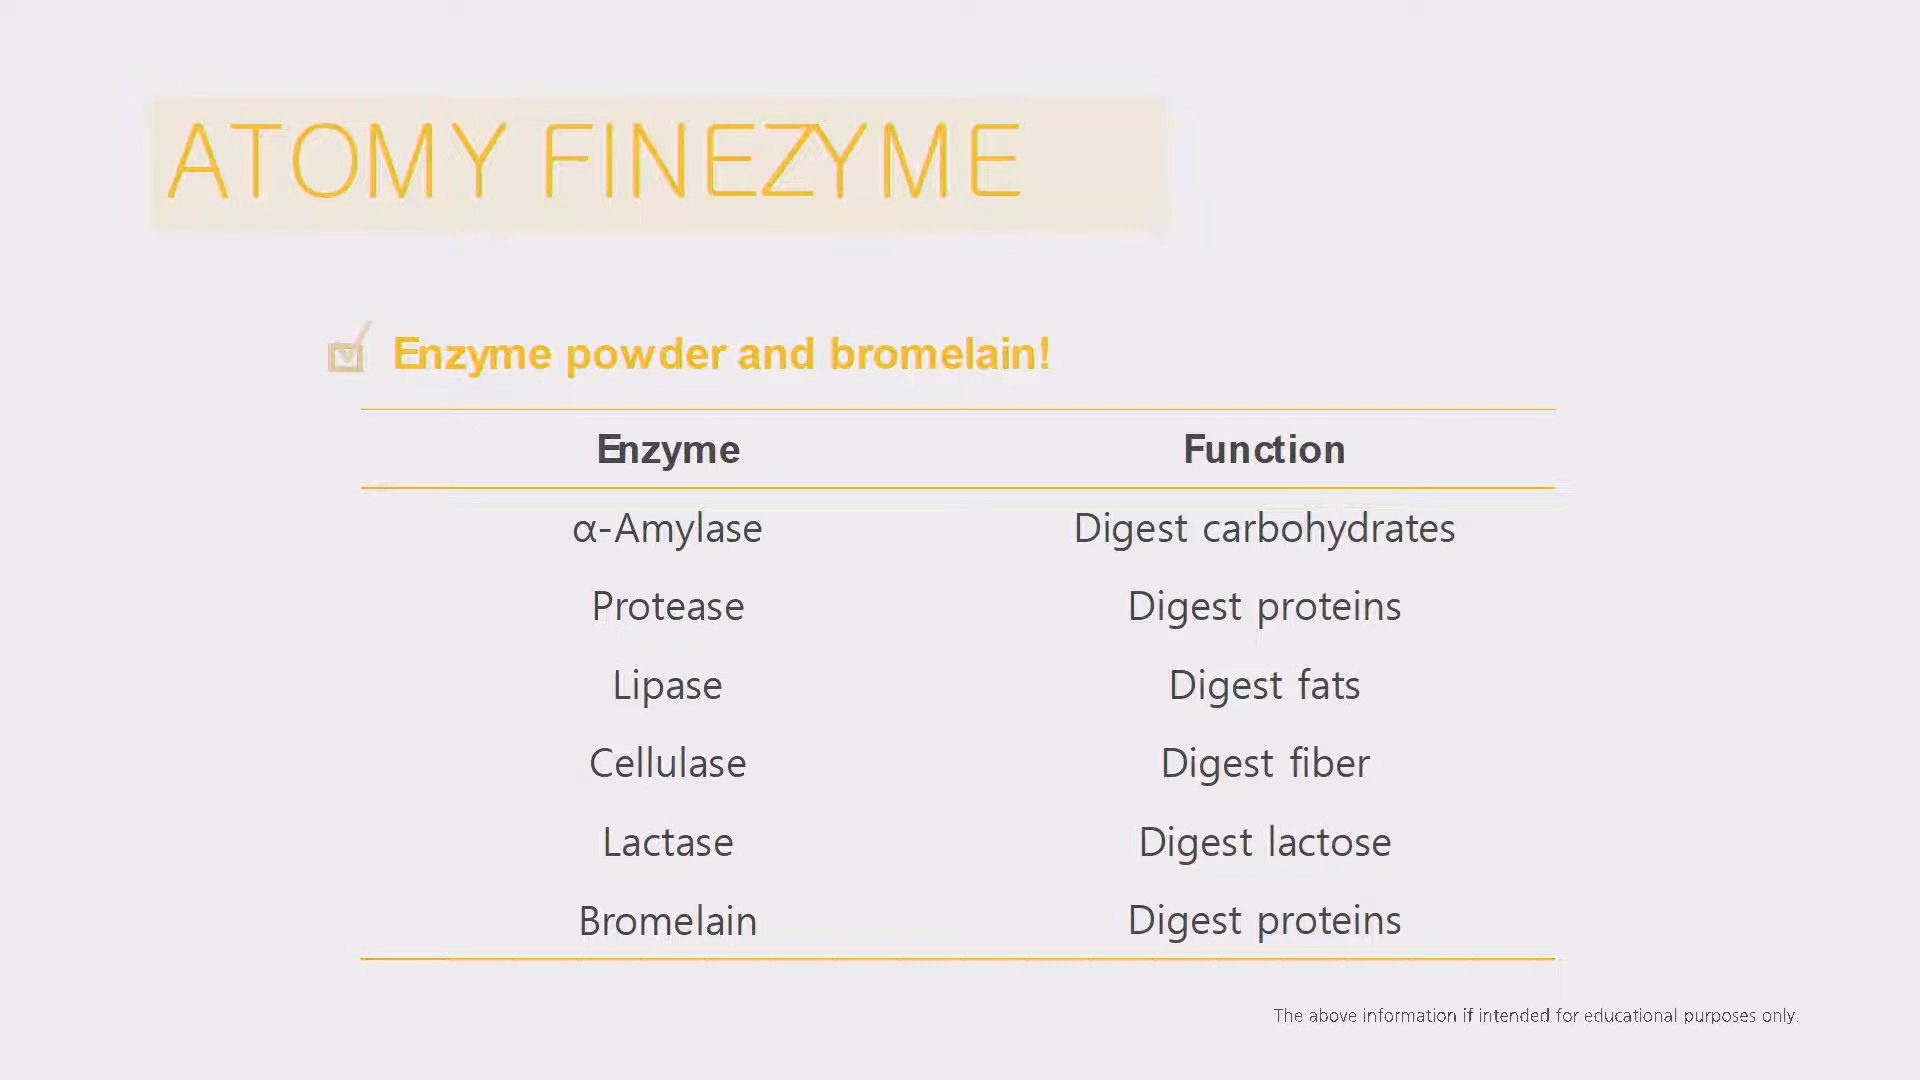 ATOMY FINEZYME
Enzyme powder and bromelain!
Enzyme Function
α-Amylase Digest carbohydrates
Protease Digest proteins
Lipase Digest fats
Cellulase Digest fiber
Lactase Digest lactose
Bromelain Digest proteins
The above information if intended for educational purposes only.